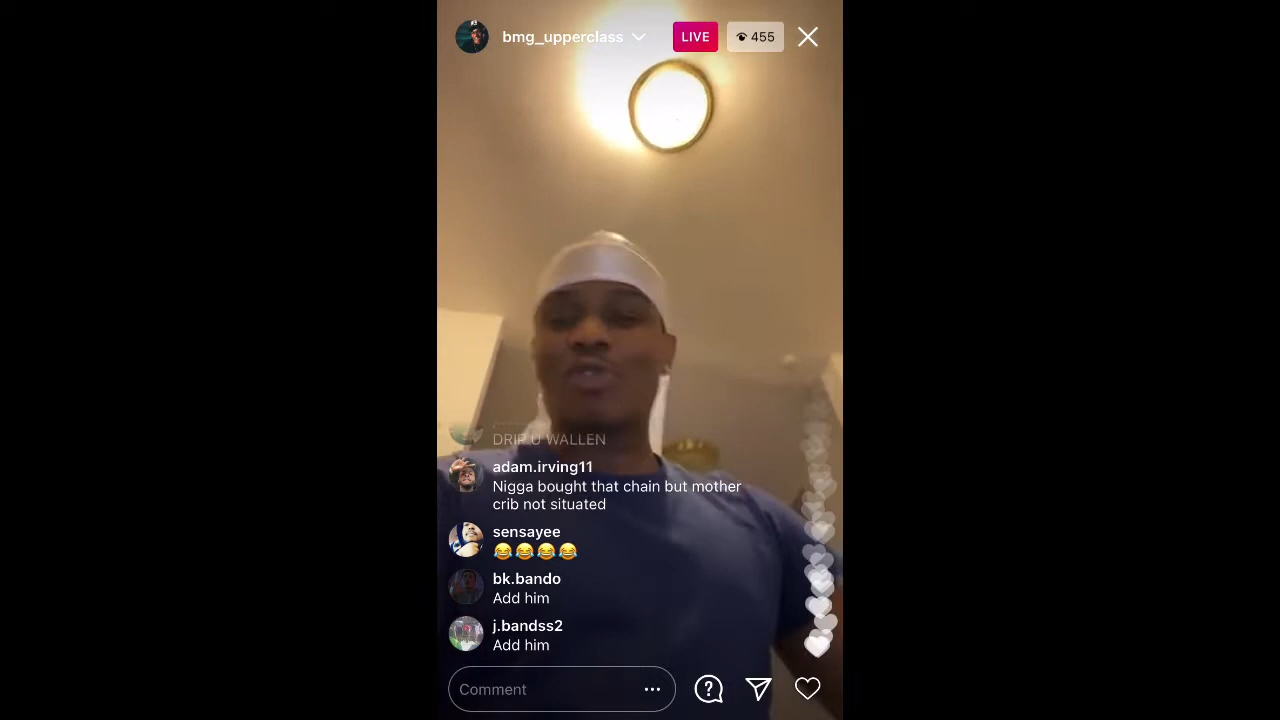 bmg_upperclass LIVE 455
DRIP U WALLEN
adam.irving11
Nigga bought that chain but mother
crib not situated
sensayee
😂😂😂😂
bk.bando
Add him
j.bandss2
Add him
Comment